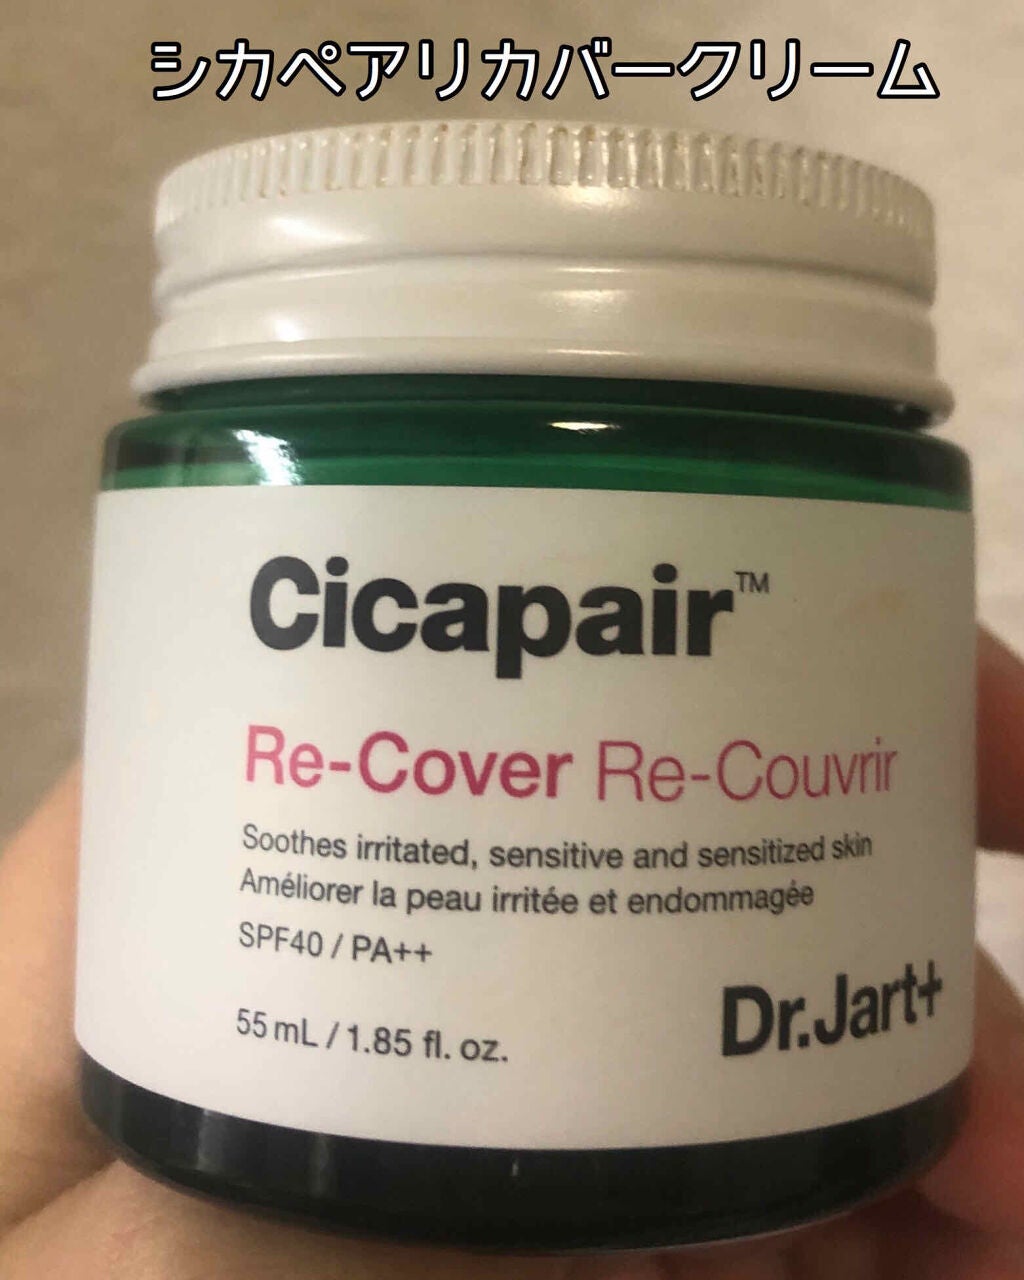 シカペアリカバークリーム
Cicapair™
Re-Cover Re-Couvrir
Soothes irritated, sensitive and sensitized skin
Améliorer la peau irritée et endommagée
SPF40 / PA++
55 mL / 1.85 fl. oz.
Dr.Jart+